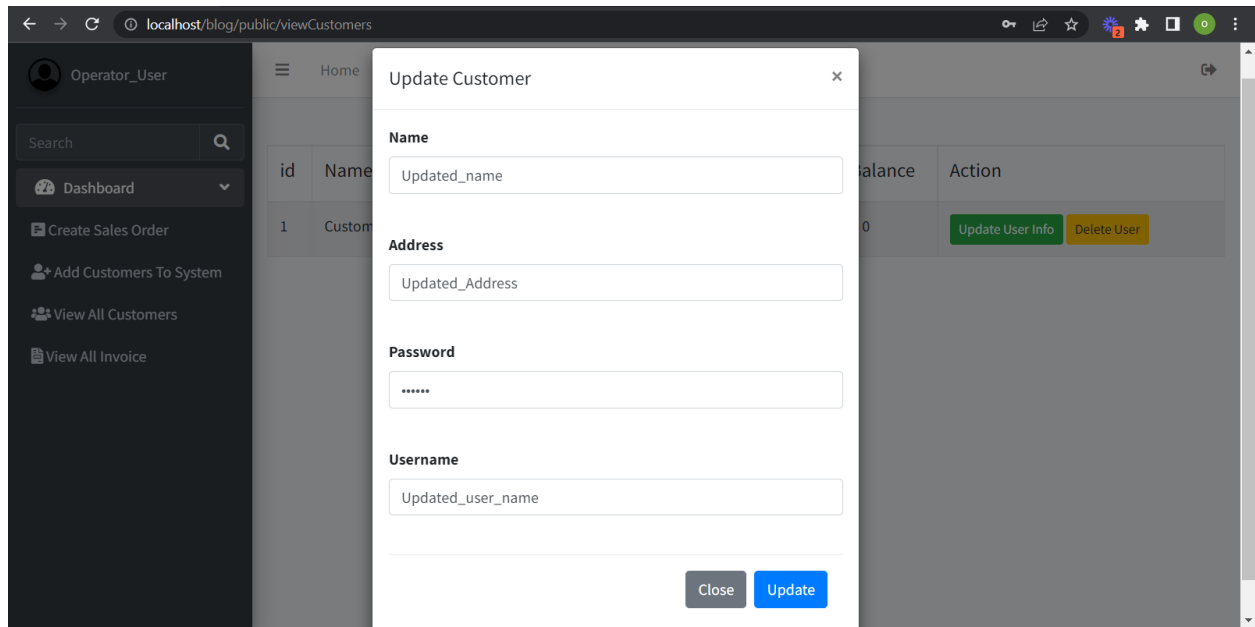 localhost/blog/public/viewCustomers
2
o
Operator_User
Home
Search
Dashboard
Create Sales Order
Add Customers To System
View All Customers
View All Invoice
Update Customer
×
Name
Updated_name
Address
Updated_Address
Password
••••••
Username
Updated_user_name
Close Update
id Name Action
1 0 Update User Info Delete User